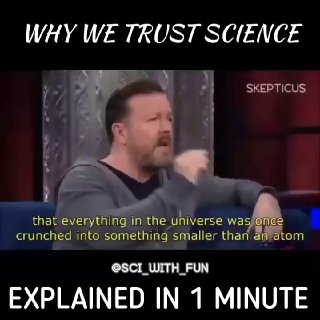 WHY WE TRUST SCIENCE
SKEPTICUS
that everything in the universe was once
crunched into something smaller than an atom
@SCI_WITH_FUN
EXPLAINED IN 1 MINUTE